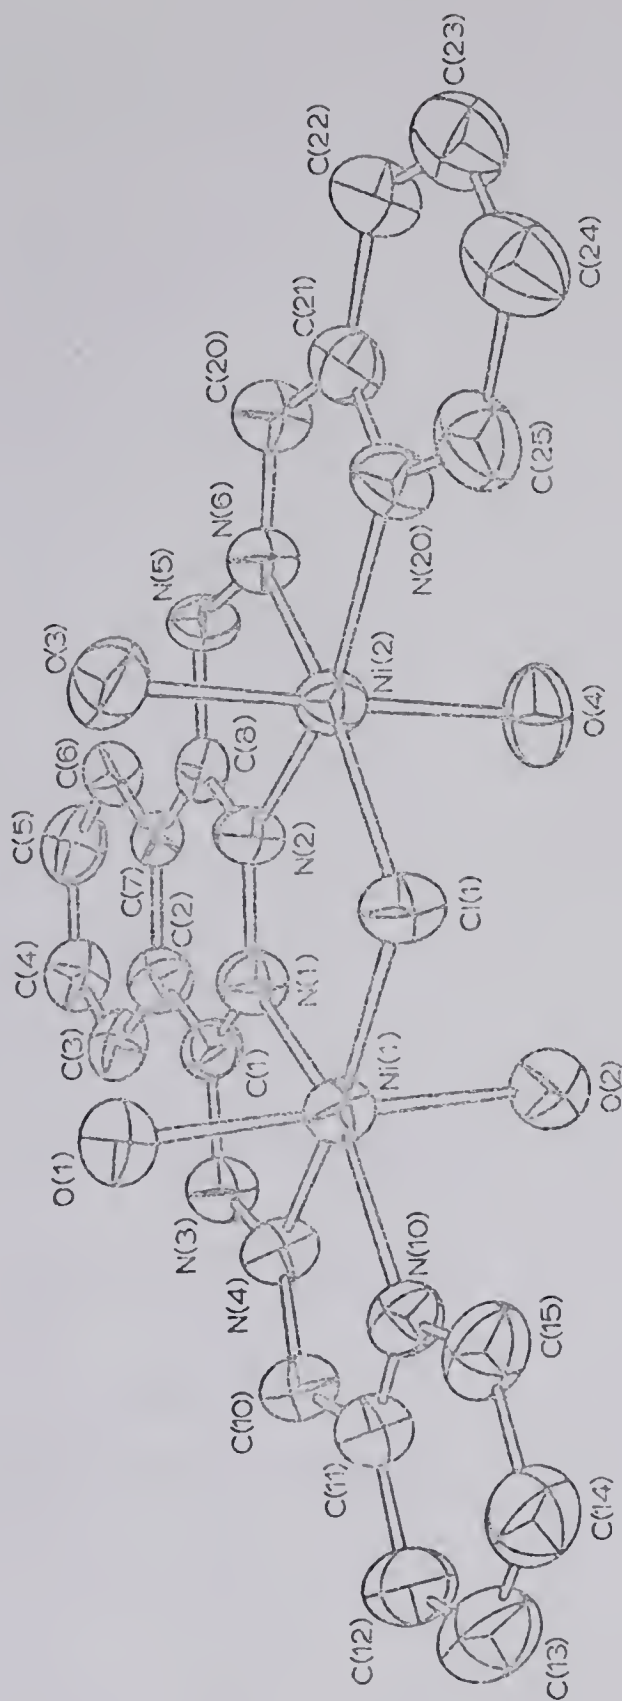 C(4)
C(5)
C(3)
C(6)
O(1)
O(3)
C(2)
C(7)
N(3)
N(5)
C(1)
C(8)
N(4)
N(6)
N(1)
N(2)
C(10)
C(20)
C(11)
C(21)
C(22)
Ni(1)
Ni(2)
C(12)
C(23)
N(10)
N(20)
Cl(1)
C(13)
C(15)
C(25)
C(14)
C(24)
O(2)
O(4)